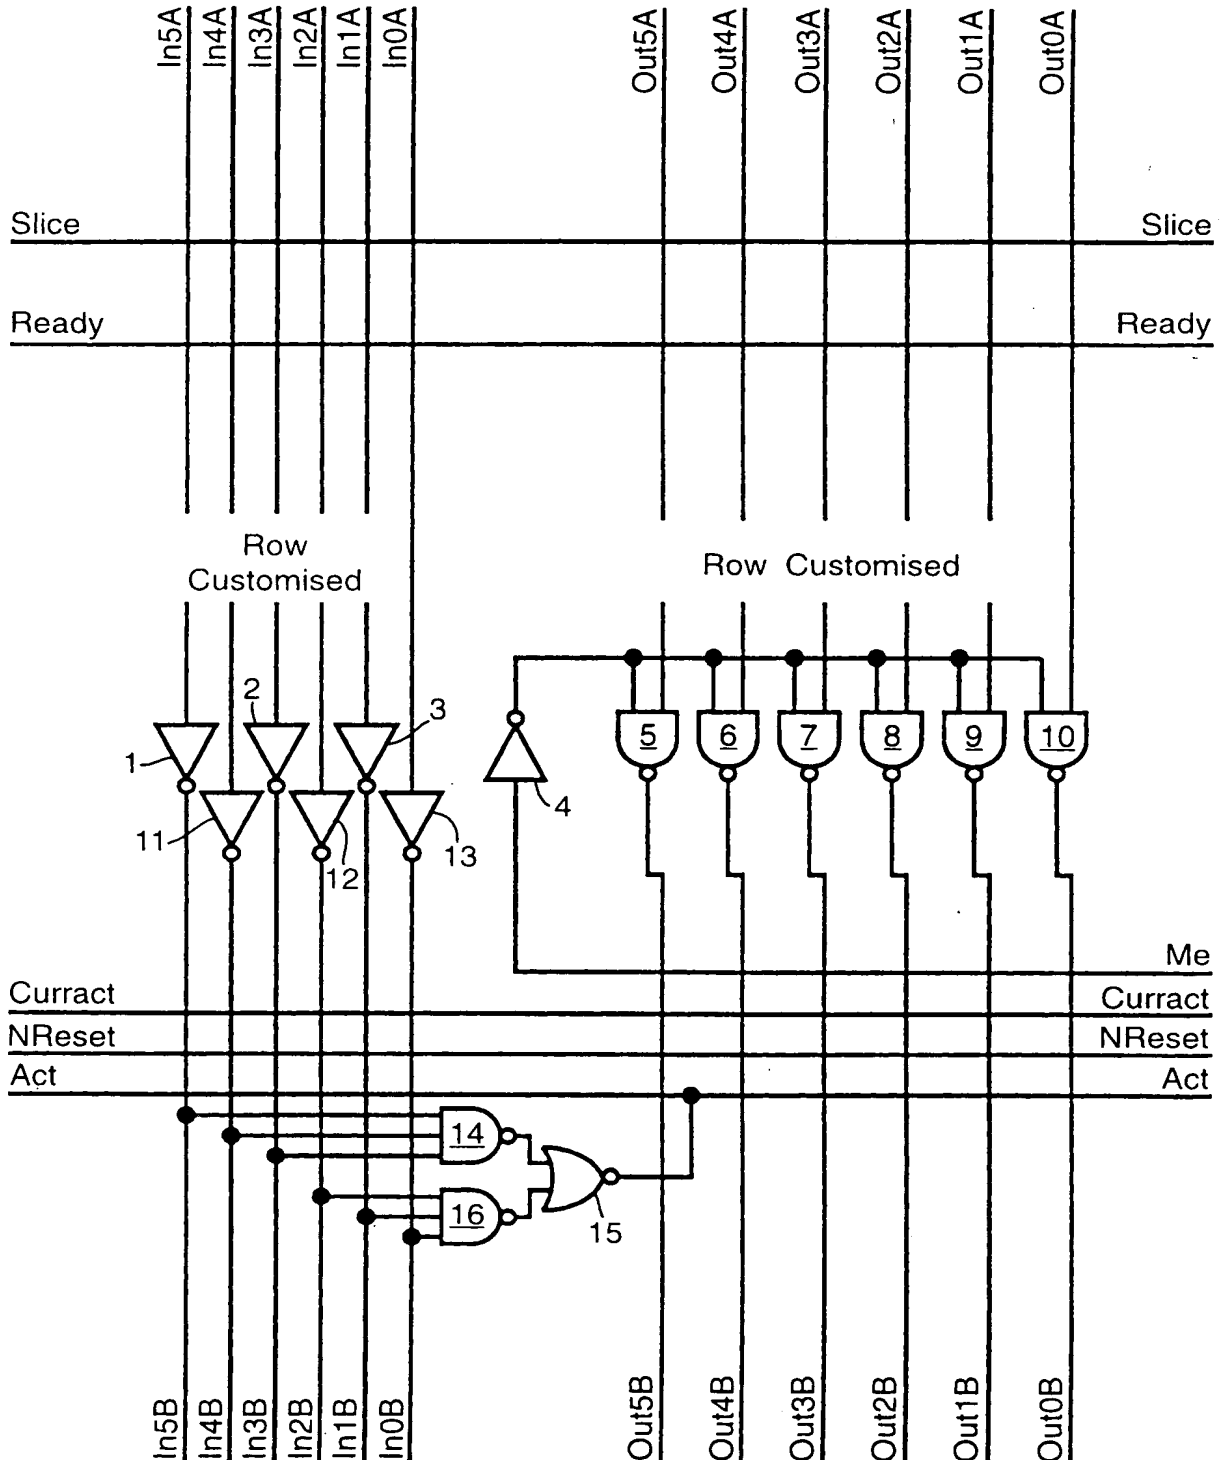 In5A
In4A
In3A
In2A
In1A
In0A
Out5A
Out4A
Out3A
Out2A
Out1A
Out0A
Slice
Slice
Ready
Ready
Row
Customised
Row Customised
1
2
3
11
12
13
4
5
6
7
8
9
10
Me
Curract
Curract
NReset
NReset
Act
Act
14
16
15
In5B
In4B
In3B
In2B
In1B
In0B
Out5B
Out4B
Out3B
Out2B
Out1B
Out0B